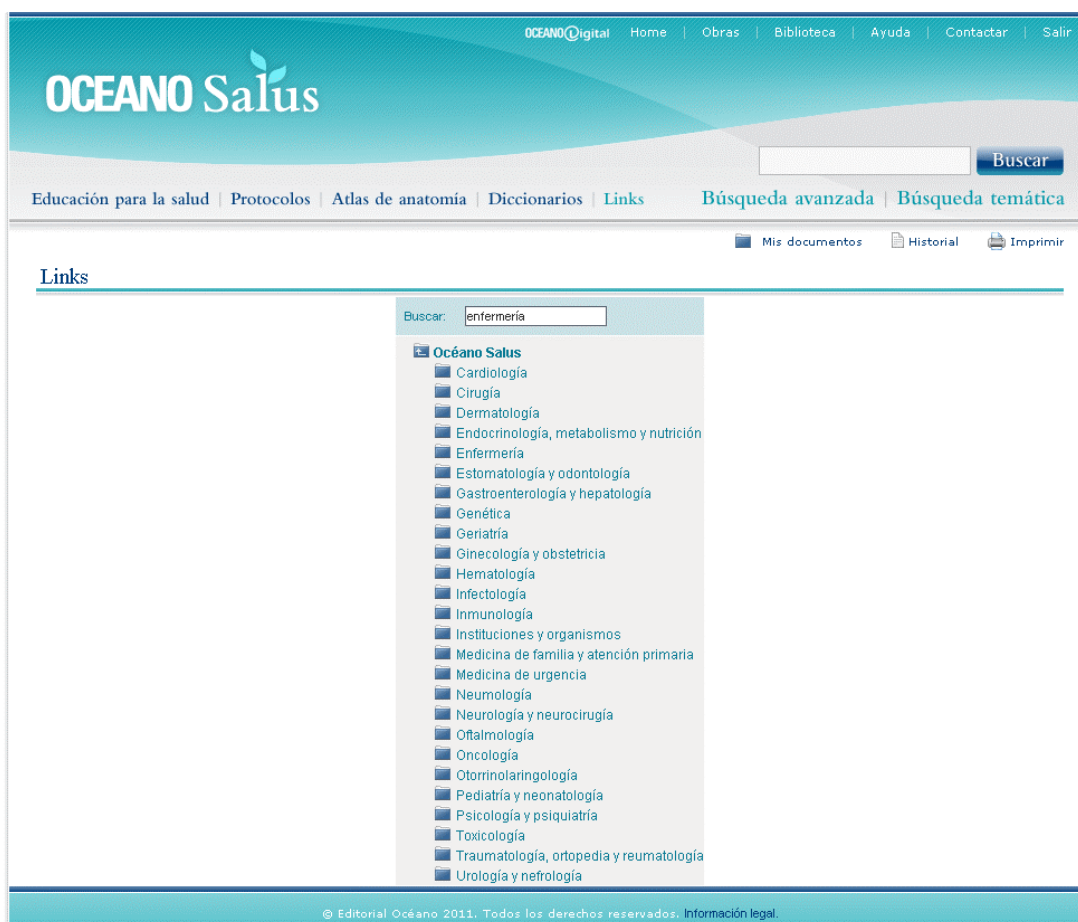 OCEANO Digital Home | Obras | Biblioteca | Ayuda | Contactar | Salir
OCEANO Salus
Buscar
Educación para la salud | Protocolos | Atlas de anatomía | Diccionarios | Links Búsqueda avanzada | Búsqueda temática
Mis documentos Historial Imprimir
Links
Buscar: enfermería
Océano Salus
Cardiología
Cirugía
Dermatología
Endocrinología, metabolismo y nutrición
Enfermería
Estomatología y odontología
Gastroenterología y hepatología
Genética
Geriatría
Ginecología y obstetricia
Hematología
Infectología
Inmunología
Instituciones y organismos
Medicina de familia y atención primaria
Medicina de urgencia
Neumología
Neurología y neurocirugía
Oftalmología
Oncología
Otorrinolaringología
Pediatría y neonatología
Psicología y psiquiatría
Toxicología
Traumatología, ortopedia y reumatología
Urología y nefrología
© Editorial Océano 2011. Todos los derechos reservados. Información legal.